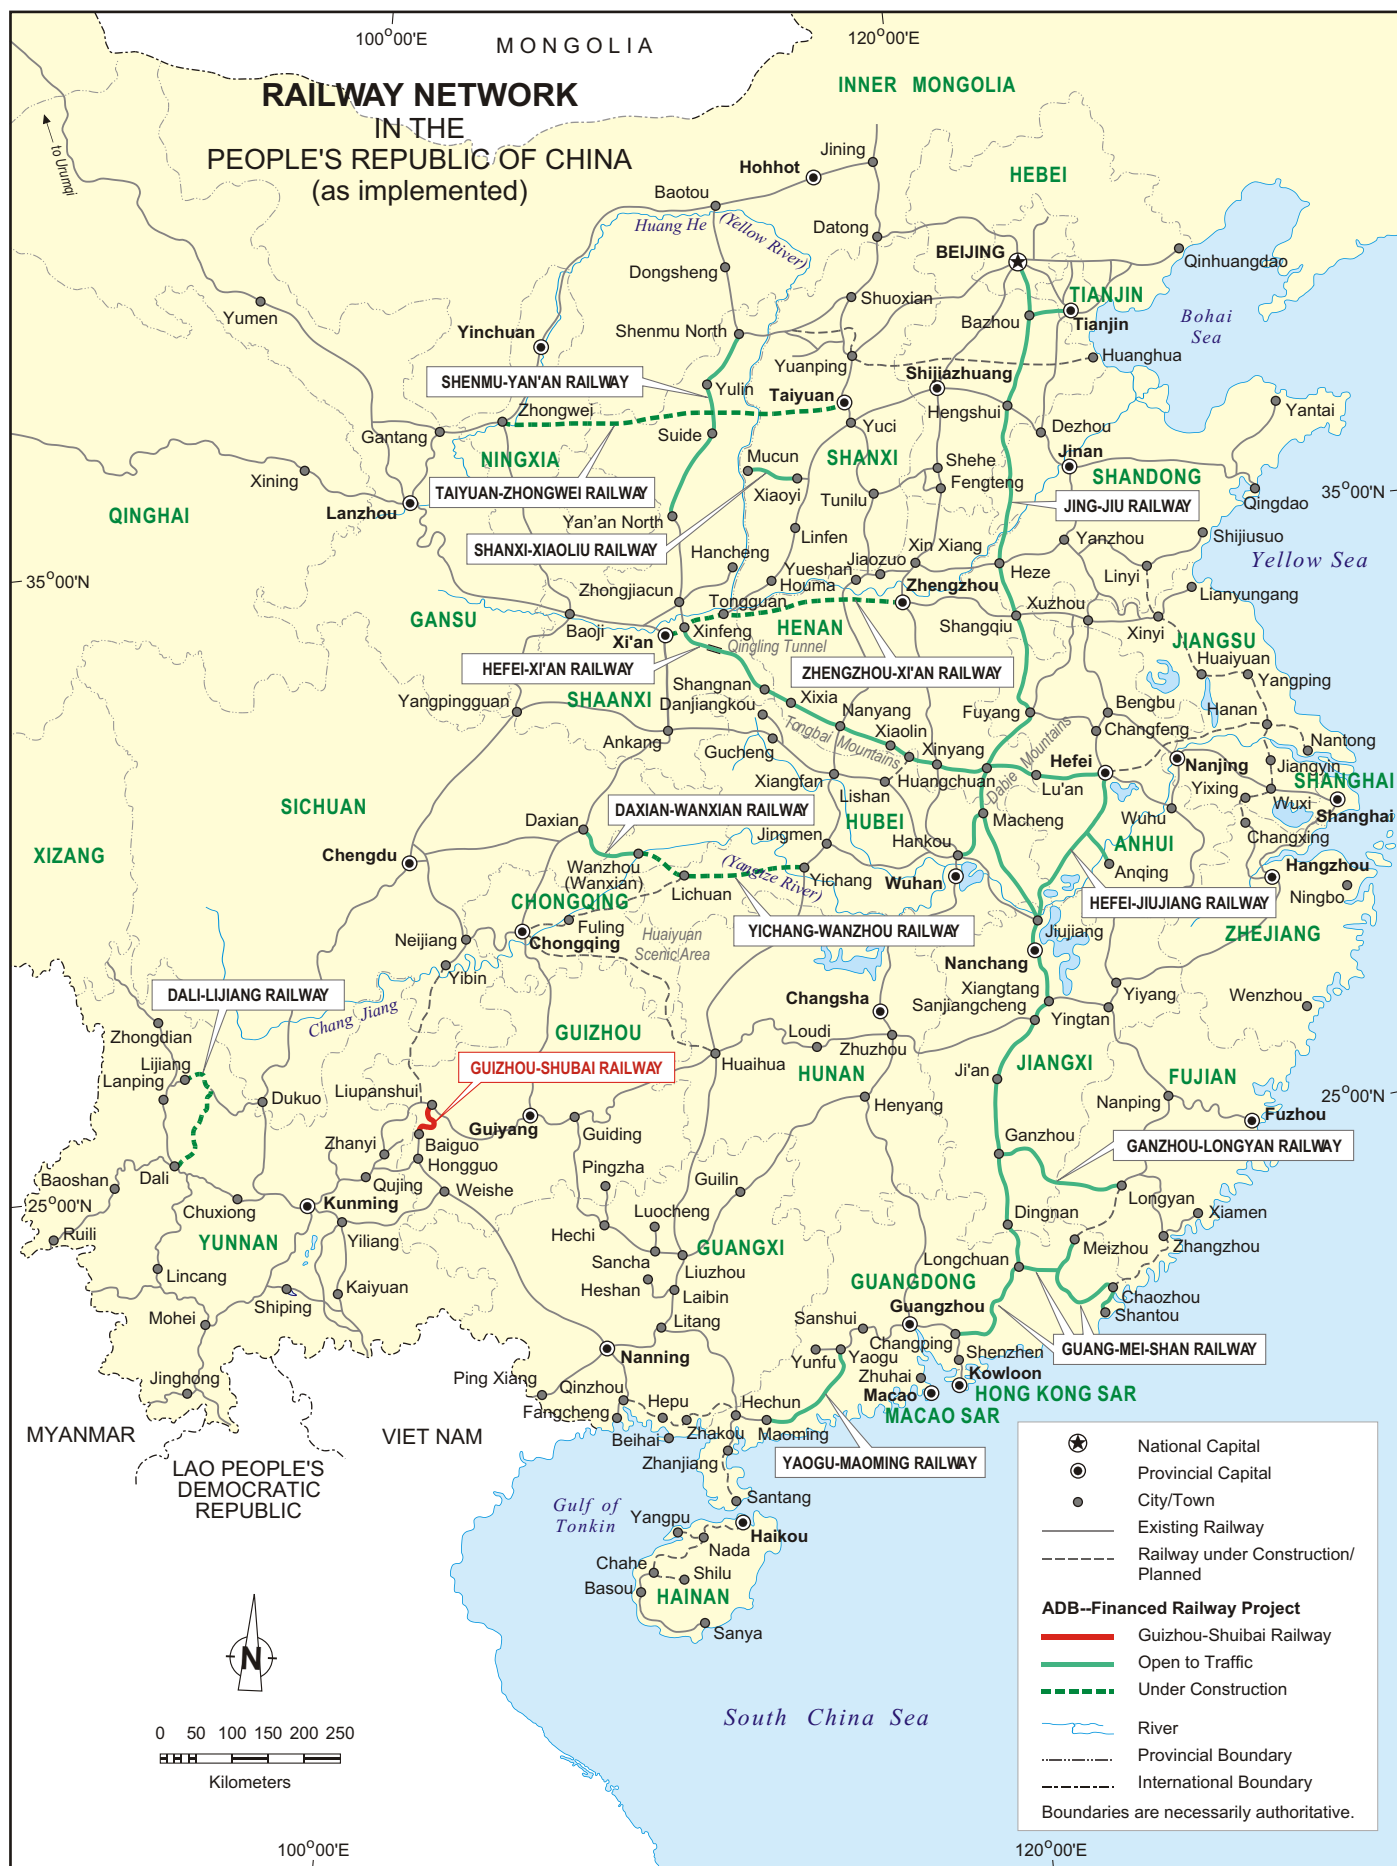 100°00'E
120°00'E
MONGOLIA
RAILWAY NETWORK
IN THE
PEOPLE'S REPUBLIC OF CHINA
(as implemented)
to Urumqi
INNER MONGOLIA
Jining
Hohhot
HEBEI
Baotou
Huang He
(Yellow River)
Datong
BEIJING
Qinhuangdao
Dongsheng
Shuoxian
TIANJIN
Yumen
Bazhou
Tianjin
Bohai
Sea
Yinchuan
Shenmu North
Yuanping
Huanghua
SHENMU-YAN'AN RAILWAY
Yulin
Shijiazhuang
Taiyuan
Zhongwei
Hengshui
Yantai
Gantang
Suide
Yuci
Dezhou
NINGXIA
Mucun
SHANXI
Shehe
Jinan
Xining
SHANDONG
TAIYUAN-ZHONGWEI RAILWAY
Xiaoyi
Tunilu
Fengteng
Qingdao
35°00'N
QINGHAI
Lanzhou
JING-JIU RAILWAY
Yan'an North
Linfen
Yanzhou
Shijiusuo
SHANXI-XIAOLIU RAILWAY
Hancheng
Xin Xiang
Yellow Sea
Yueshan
Jiaozuo
Heze
Linyi
35°00'N
Houma
Zhengzhou
Lianyungang
Zhongjiacun
Tongguan
Xuzhou
GANSU
Baoji
Xi'an
Xinfeng
HENAN
Shangqiu
Xinyi
JIANGSU
Qingling Tunnel
HEFEI-XI'AN RAILWAY
ZHENGZHOU-XI'AN RAILWAY
Huaiyuan
Yangping
Shangnan
SHAANXI
Xixia
Yangpingguan
Danjiangkou
Nanyang
Fuyang
Bengbu
Hanan
Tongbai Mountains
Xiaolin
Dabie Mountains
Changfeng
Ankang
Gucheng
Xinyang
Nantong
Hefei
Nanjing
Jiangyin
Xiangfan
Huangchuan
Lu'an
SHANGHAI
Lishan
Yixing
Wuxi
SICHUAN
DAXIAN-WANXIAN RAILWAY
Shanghai
Daxian
HUBEI
Macheng
Wuhu
Changxing
Jingmen
Hankou
ANHUI
XIZANG
Chengdu
Wanzhou
(Wanxian)
(Yangtze River)
Anqing
Hangzhou
Yichang
Wuhan
Lichuan
Ningbo
CHONGQING
HEFEI-JIUJIANG RAILWAY
Fuling
YICHANG-WANZHOU RAILWAY
Jiujiang
ZHEJIANG
Neijiang
Chongqing
Huaiyuan
Scenic Area
Nanchang
Yibin
DALI-LIJIANG RAILWAY
Changsha
Xiangtang
Yiyang
Wenzhou
Chang Jiang
Sanjiangcheng
Yingtan
Zhongdian
GUIZHOU
Loudi
Zhuzhou
Huaihua
JIANGXI
Lijiang
GUIZHOU-SHUBAI RAILWAY
HUNAN
Ji'an
FUJIAN
Lanping
Liupanshui
Dukuo
Henyang
Nanping
25°00'N
Fuzhou
Guiyang
Guiding
Zhanyi
Baiguo
Ganzhou
GANZHOU-LONGYAN RAILWAY
Hongguo
Pingzha
Dali
Baoshan
Qujing
Weishe
Guilin
Longyan
25°00'N
Chuxiong
Kunming
Luocheng
Dingnan
Xiamen
Ruili
YUNNAN
Yiliang
Hechi
GUANGXI
Meizhou
Zhangzhou
Sancha
Longchuan
Lincang
Liuzhou
GUANGDONG
Kaiyuan
Heshan
Laibin
Chaozhou
Shiping
Guangzhou
Shantou
Mohei
Litang
Sanshui
Changping
Nanning
Yunfu
Yaogu
Shenzhen
GUANG-MEI-SHAN RAILWAY
Jinghong
Ping Xiang
Zhuhai
Kowloon
Qinzhou
Macao
HONG KONG SAR
Fangcheng
Hepu
Hechun
MACAO SAR
MYANMAR
VIET NAM
Beihai
Zhakou
Maoming
Zhanjiang
YAOGU-MAOMING RAILWAY
LAO PEOPLE'S
DEMOCRATIC
REPUBLIC
Gulf of
Tonkin
Santang
Yangpu
Haikou
Nada
Chahe
Shilu
Basou
HAINAN
Sanya
South China Sea
N
0 50 100 150 200 250
Kilometers
National Capital
Provincial Capital
City/Town
Existing Railway
Railway under Construction/
Planned
ADB--Financed Railway Project
Guizhou-Shuibai Railway
Open to Traffic
Under Construction
River
Provincial Boundary
International Boundary
Boundaries are necessarily authoritative.
100°00'E
120°00'E